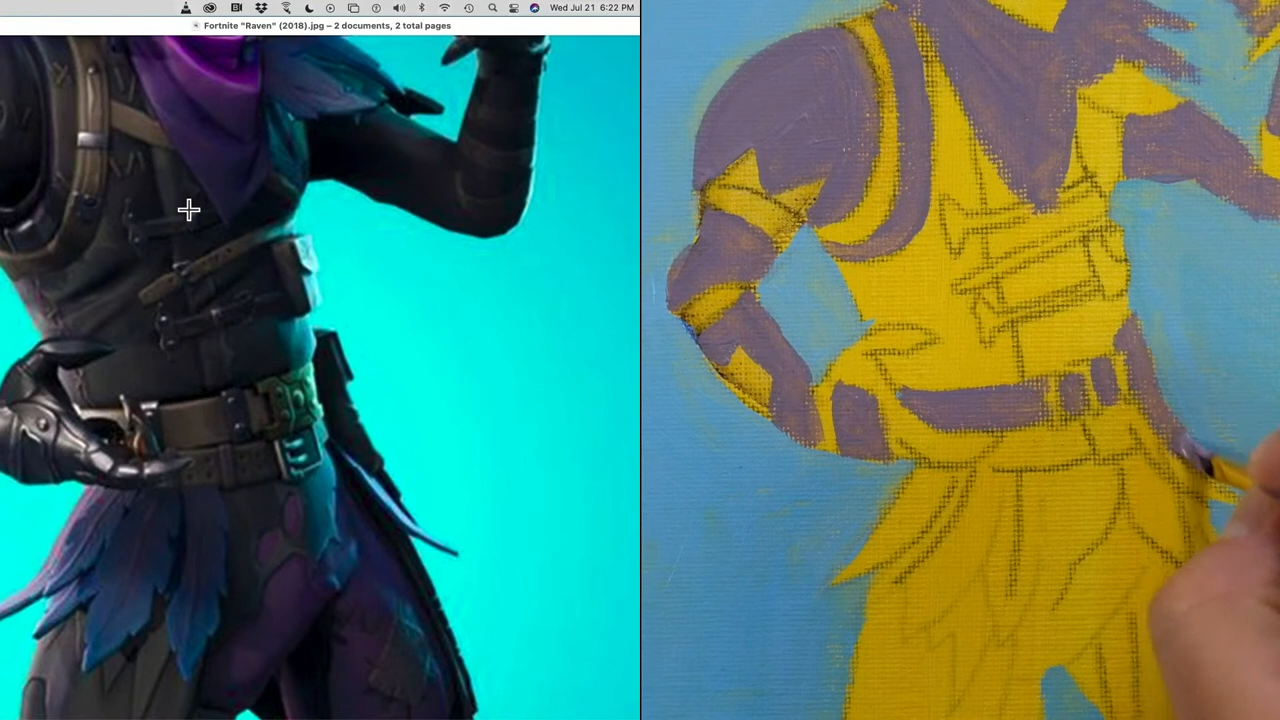 Wed Jul 21 6:22 PM
Fortnite "Raven" (2018).jpg – 2 documents, 2 total pages